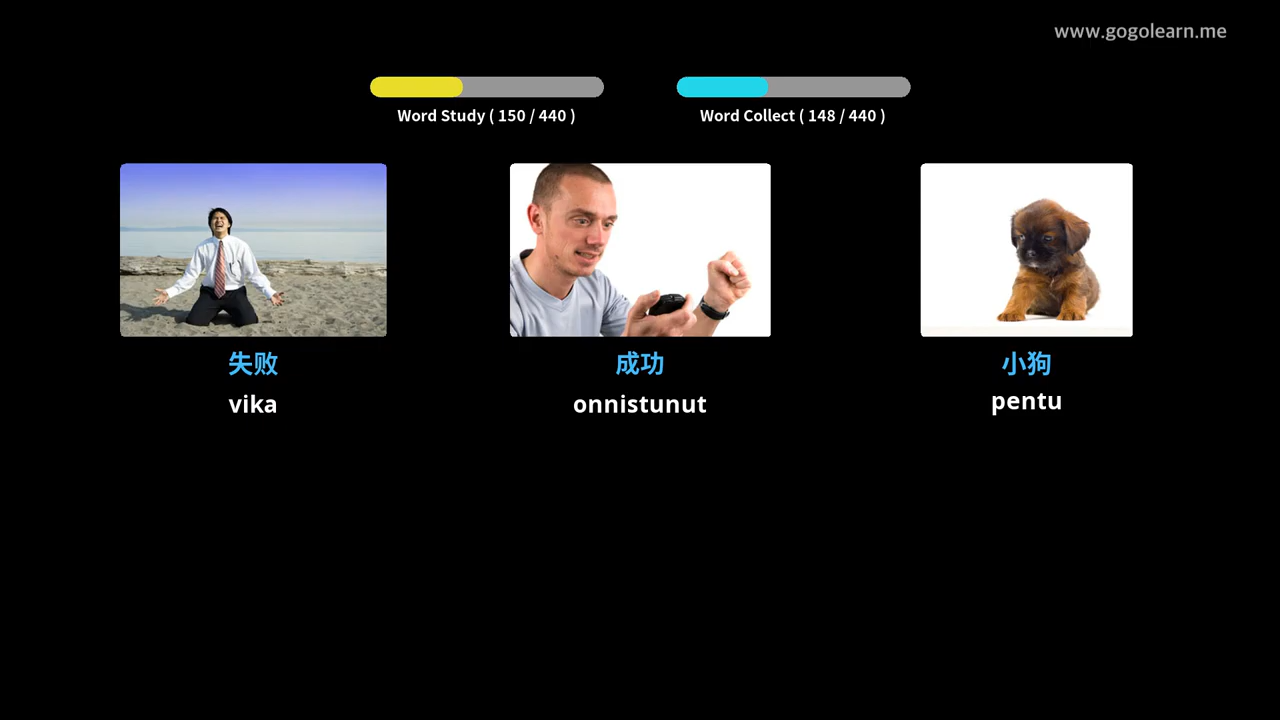 www.gogolearn.me
Word Study ( 150 / 440 )
Word Collect ( 148 / 440 )
失败
成功
小狗
vika
onnistunut
pentu